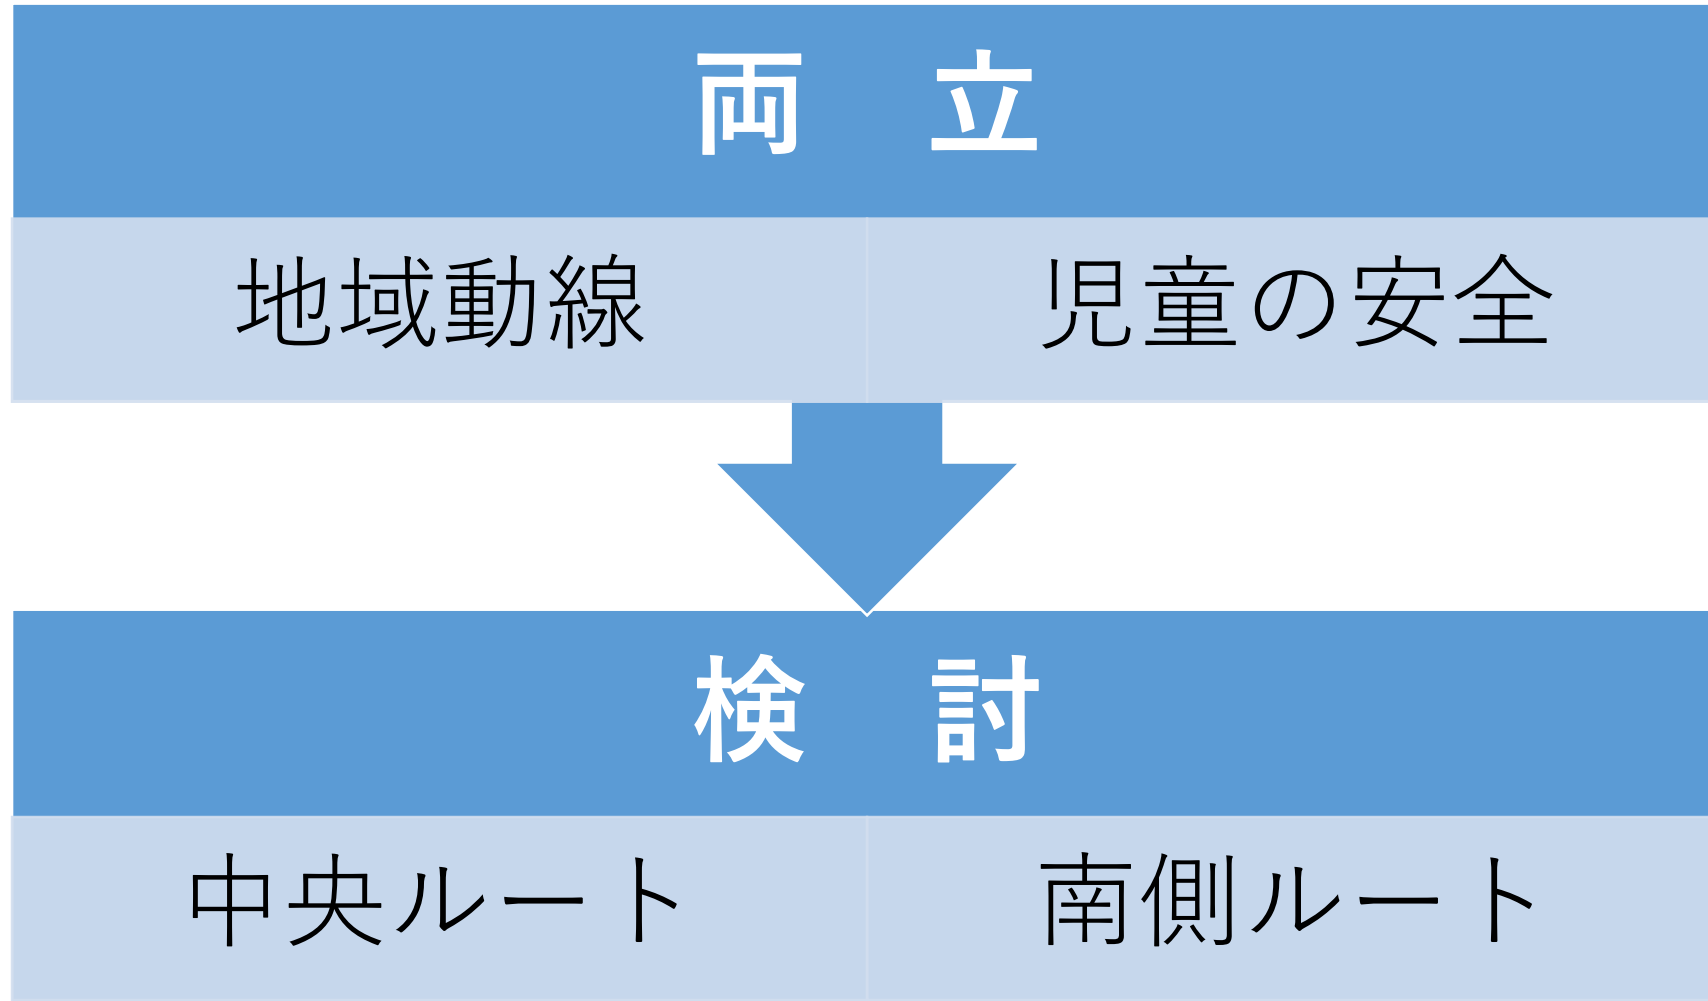 両　立
地域動線　児童の安全
検　討
中央ルート　南側ルート